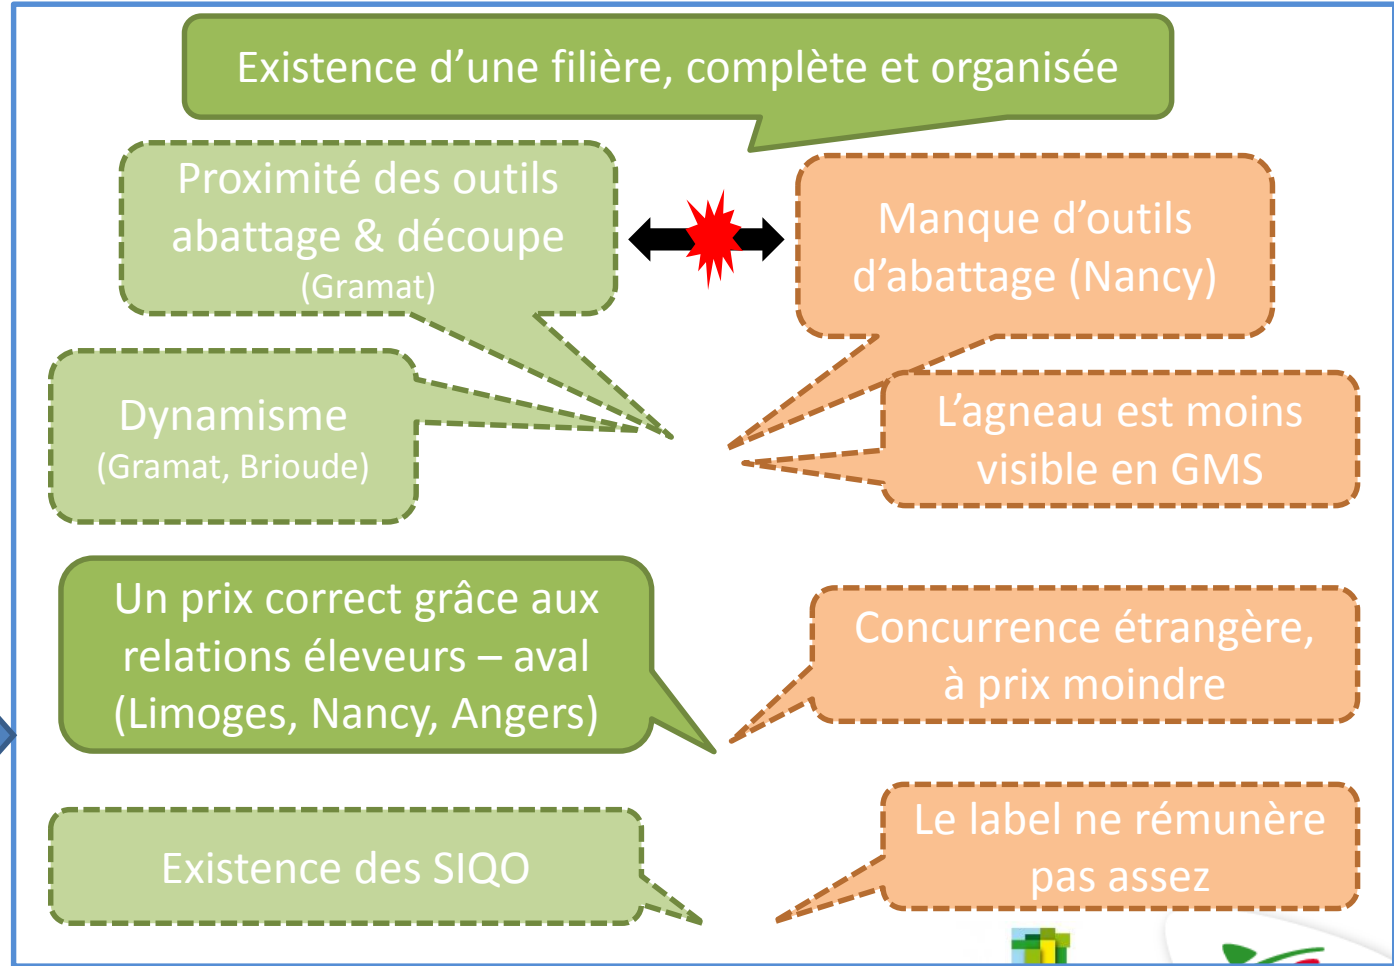 Existence d’une filière, complète et organisée
Proximité des outils
abattage & découpe
(Gramat)
Manque d’outils
d’abattage (Nancy)
Dynamisme
(Gramat, Brioude)
L’agneau est moins
visible en GMS
Un prix correct grâce aux
relations éleveurs – aval
(Limoges, Nancy, Angers)
Concurrence étrangère,
à prix moindre
Existence des SIQO
Le label ne rémunère
pas assez